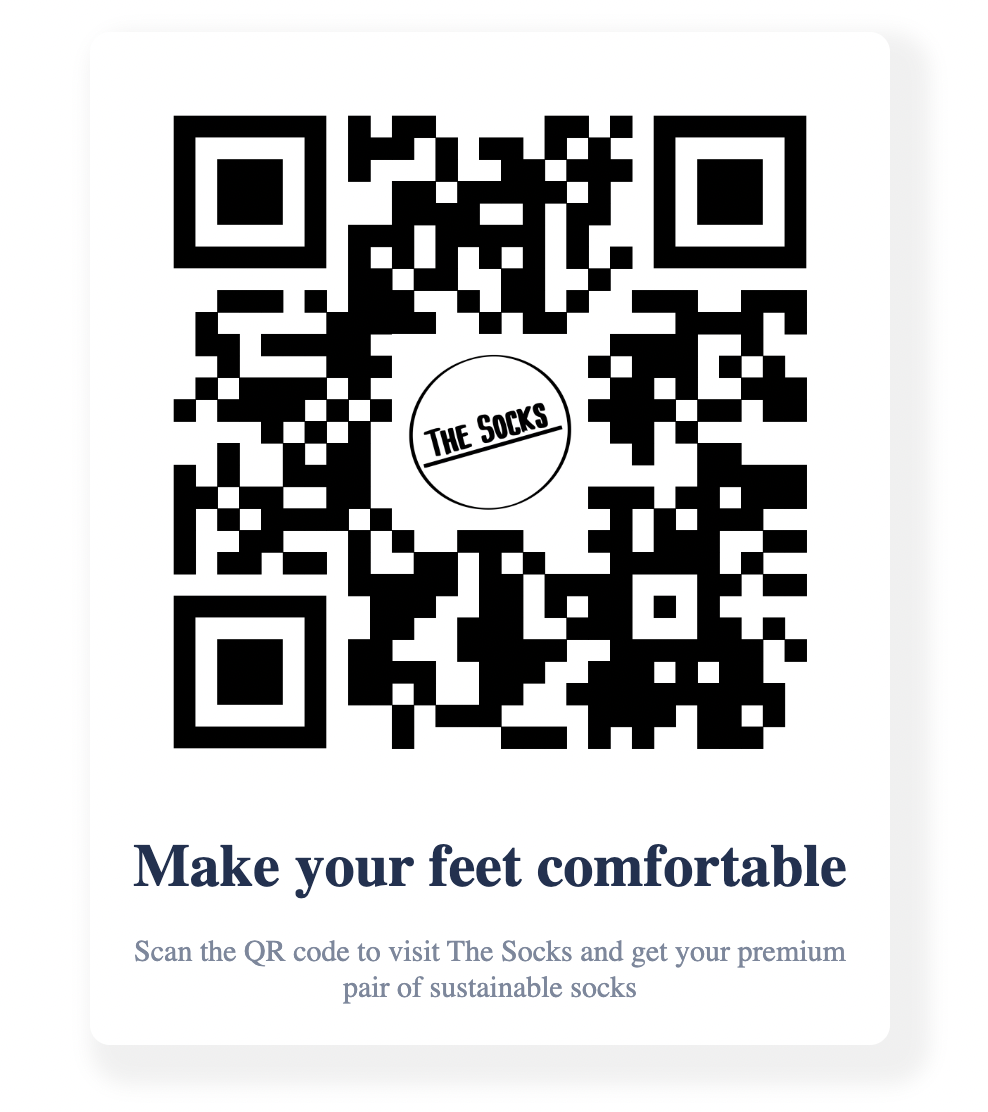 The Socks
Make your feet comfortable
Scan the QR code to visit The Socks and get your premium
pair of sustainable socks